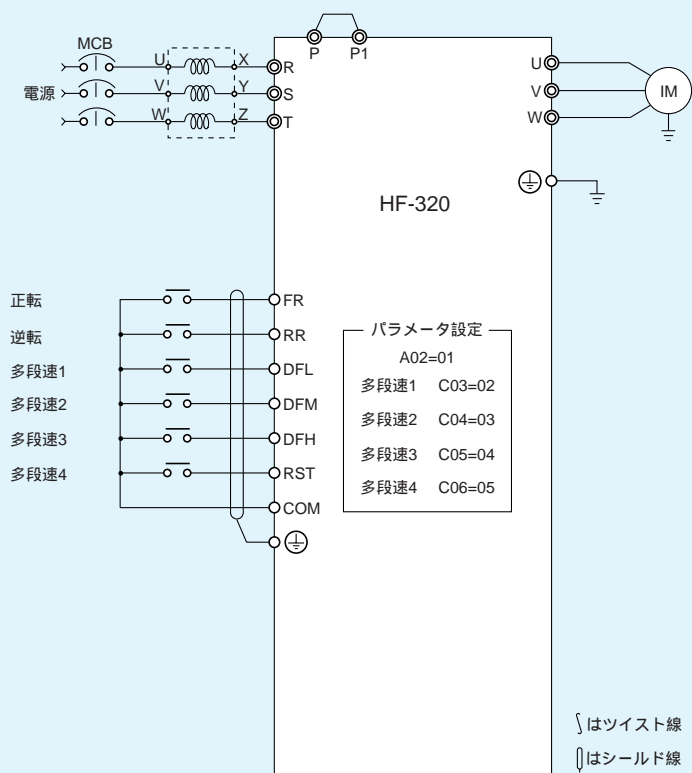 P P1
MCB
U X R
電源 V Y S
W Z T
U
V
W
IM
HF-320
正転 FR
逆転 RR
多段速1 DFL
多段速2 DFM
多段速3 DFH
多段速4 RST
COM
パラメータ設定
A02=01
多段速1 C03=02
多段速2 C04=03
多段速3 C05=04
多段速4 C06=05
はツイスト線
はシールド線